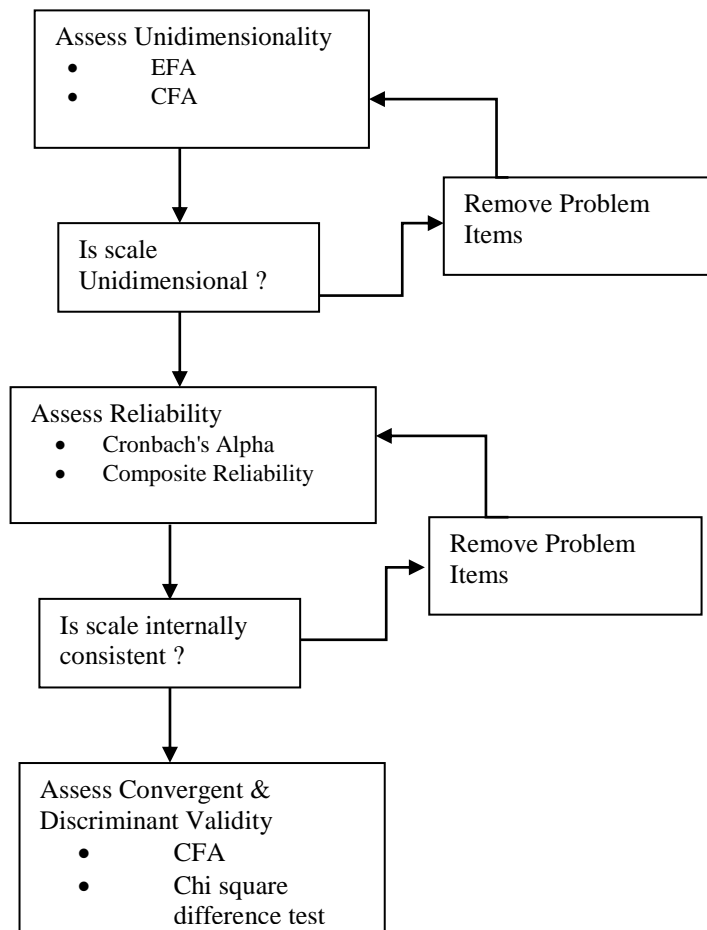 Assess Unidimensionality
• EFA
• CFA
Remove Problem
Items
Is scale
Unidimensional ?
Assess Reliability
• Cronbach's Alpha
• Composite Reliability
Remove Problem
Items
Is scale internally
consistent ?
Assess Convergent &
Discriminant Validity
• CFA
• Chi square
difference test